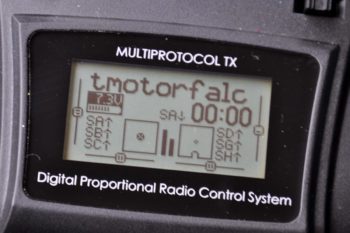 MULTIPROTOCOL TX
tmotorfalc
7.3V SA↓ 00:00
SA↑ SD↑
SB↑ SG↑
SC↑ SH↑
Digital Proportional Radio Control System